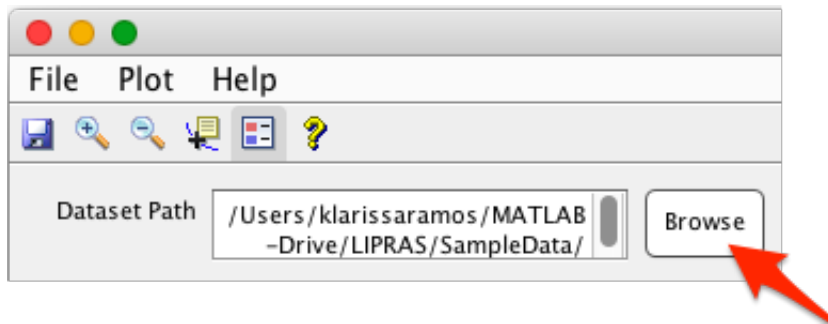 File Plot Help
Dataset Path
/Users/klarissaramos/MATLAB
-Drive/LIPRAS/SampleData/
Browse